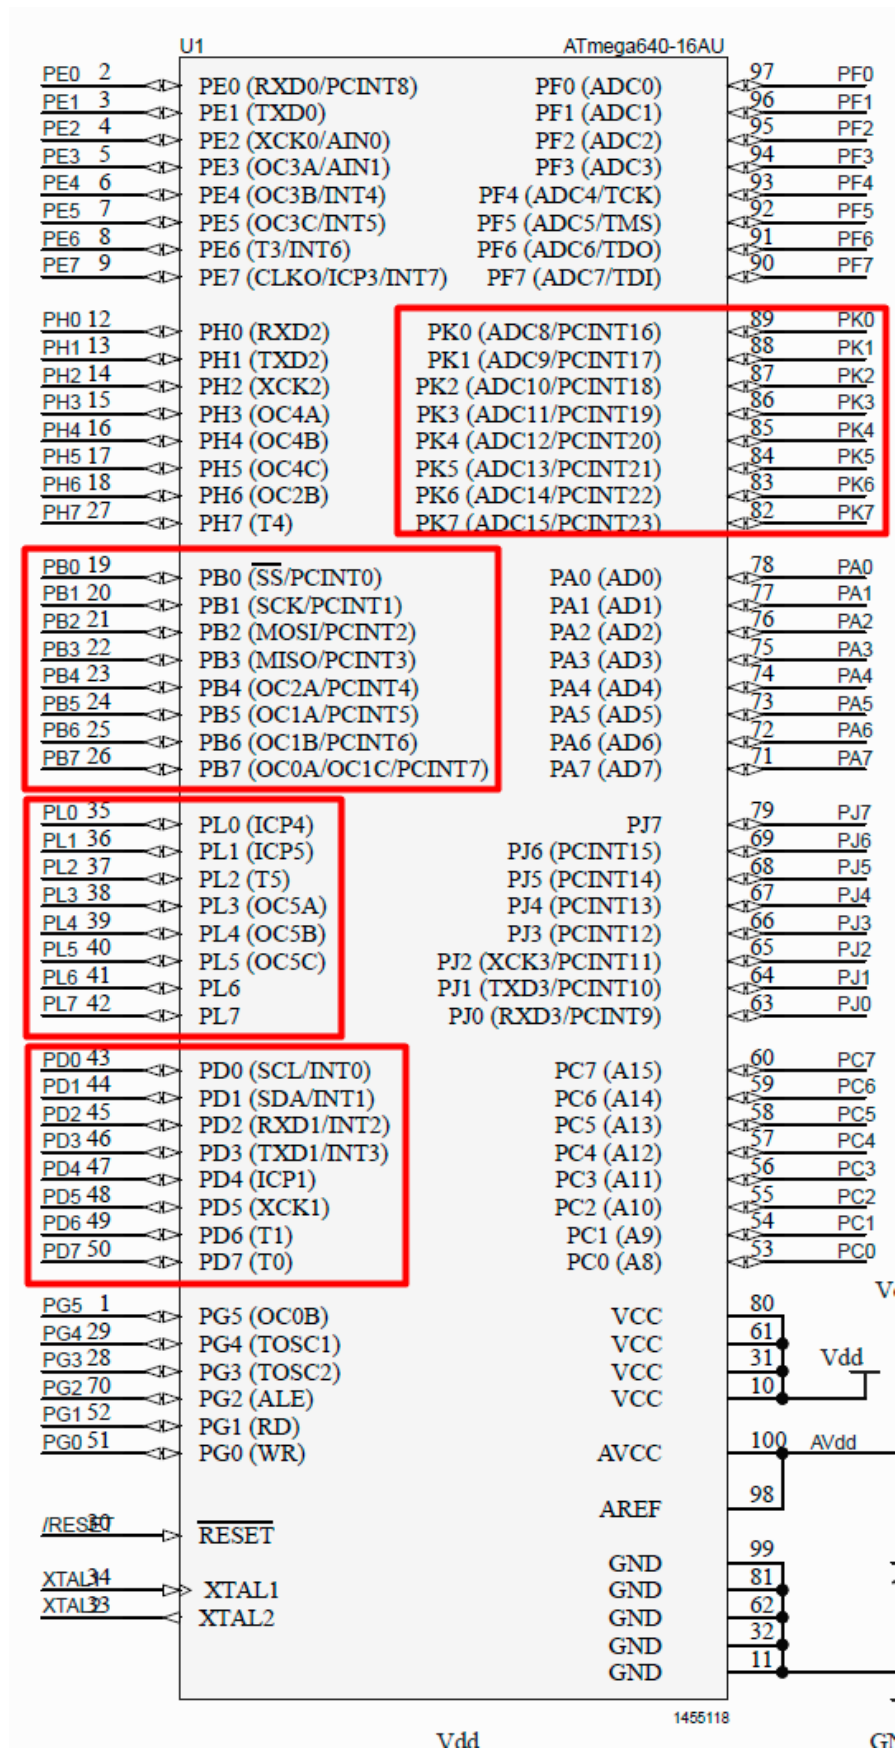 U1 ATmega640-16AU
PE0 2 PE0 (RXD0/PCINT8) PF0 (ADC0) 97 PF0
PE1 3 PE1 (TXD0) PF1 (ADC1) 96 PF1
PE2 4 PE2 (XCK0/AIN0) PF2 (ADC2) 95 PF2
PE3 5 PE3 (OC3A/AIN1) PF3 (ADC3) 94 PF3
PE4 6 PE4 (OC3B/INT4) PF4 (ADC4/TCK) 93 PF4
PE5 7 PE5 (OC3C/INT5) PF5 (ADC5/TMS) 92 PF5
PE6 8 PE6 (T3/INT6) PF6 (ADC6/TDO) 91 PF6
PE7 9 PE7 (CLKO/ICP3/INT7) PF7 (ADC7/TDI) 90 PF7
PH0 12 PH0 (RXD2) PK0 (ADC8/PCINT16) 89 PK0
PH1 13 PH1 (TXD2) PK1 (ADC9/PCINT17) 88 PK1
PH2 14 PH2 (XCK2) PK2 (ADC10/PCINT18) 87 PK2
PH3 15 PH3 (OC4A) PK3 (ADC11/PCINT19) 86 PK3
PH4 16 PH4 (OC4B) PK4 (ADC12/PCINT20) 85 PK4
PH5 17 PH5 (OC4C) PK5 (ADC13/PCINT21) 84 PK5
PH6 18 PH6 (OC2B) PK6 (ADC14/PCINT22) 83 PK6
PH7 27 PH7 (T4) PK7 (ADC15/PCINT23) 82 PK7
PB0 19 PB0 (SS/PCINT0) PA0 (AD0) 78 PA0
PB1 20 PB1 (SCK/PCINT1) PA1 (AD1) 77 PA1
PB2 21 PB2 (MOSI/PCINT2) PA2 (AD2) 76 PA2
PB3 22 PB3 (MISO/PCINT3) PA3 (AD3) 75 PA3
PB4 23 PB4 (OC2A/PCINT4) PA4 (AD4) 74 PA4
PB5 24 PB5 (OC1A/PCINT5) PA5 (AD5) 73 PA5
PB6 25 PB6 (OC1B/PCINT6) PA6 (AD6) 72 PA6
PB7 26 PB7 (OC0A/OC1C/PCINT7) PA7 (AD7) 71 PA7
PL0 35 PL0 (ICP4) PJ7 79 PJ7
PL1 36 PL1 (ICP5) PJ6 (PCINT15) 69 PJ6
PL2 37 PL2 (T5) PJ5 (PCINT14) 68 PJ5
PL3 38 PL3 (OC5A) PJ4 (PCINT13) 67 PJ4
PL4 39 PL4 (OC5B) PJ3 (PCINT12) 66 PJ3
PL5 40 PL5 (OC5C) PJ2 (XCK3/PCINT11) 65 PJ2
PL6 41 PL6 PJ1 (TXD3/PCINT10) 64 PJ1
PL7 42 PL7 PJ0 (RXD3/PCINT9) 63 PJ0
PD0 43 PD0 (SCL/INT0) PC7 (A15) 60 PC7
PD1 44 PD1 (SDA/INT1) PC6 (A14) 59 PC6
PD2 45 PD2 (RXD1/INT2) PC5 (A13) 58 PC5
PD3 46 PD3 (TXD1/INT3) PC4 (A12) 57 PC4
PD4 47 PD4 (ICP1) PC3 (A11) 56 PC3
PD5 48 PD5 (XCK1) PC2 (A10) 55 PC2
PD6 49 PD6 (T1) PC1 (A9) 54 PC1
PD7 50 PD7 (T0) PC0 (A8) 53 PC0
PG5 1 PG5 (OC0B) VCC 80
PG4 29 PG4 (TOSC1) VCC 61
PG3 28 PG3 (TOSC2) VCC 31 Vdd
PG2 70 PG2 (ALE) VCC 10
PG1 52 PG1 (RD)
PG0 51 PG0 (WR) AVCC 100 AVdd
AREF 98
/RESET 30 RESET
GND 99
XTAL1 34 XTAL1 GND 81
XTAL2 33 XTAL2 GND 62
GND 32
GND 11
1455118
Vdd